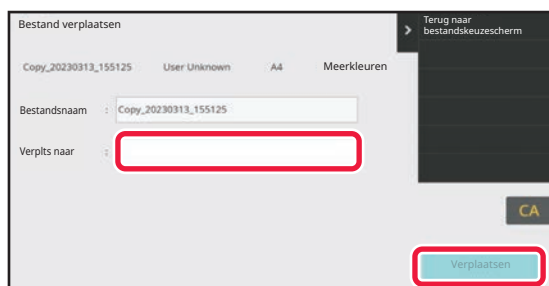 Bestand verplaatsen
Terug naar
bestandskeuzescherm
Copy_20230313_155125 User Unknown A4 Meerkleuren
Bestandsnaam : Copy_20230313_155125
Verplts naar :
CA
Verplaatsen